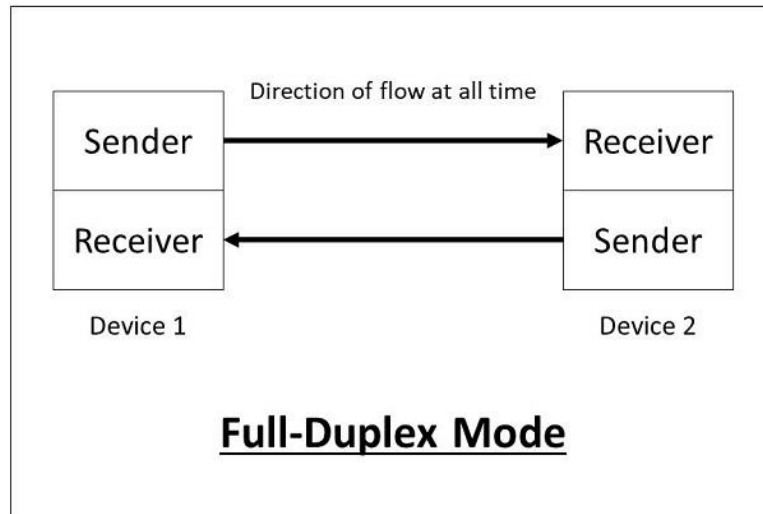 Direction of flow at all time
Sender
Receiver
Receiver
Sender
Device 1
Device 2
Full-Duplex Mode